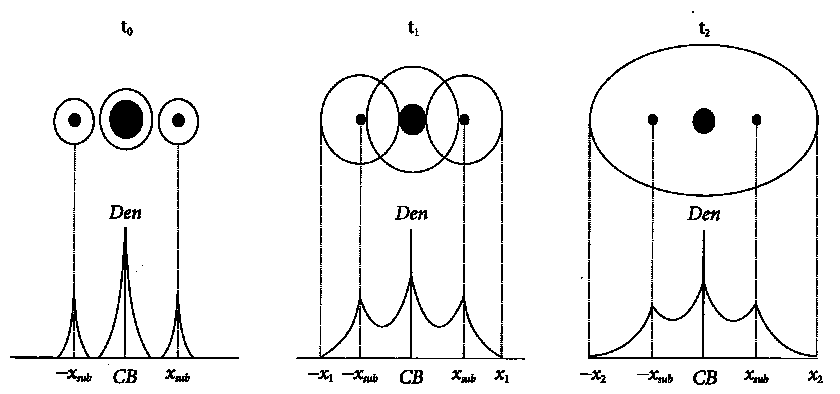 t₀ t₁ t₂
Den Den Den
−xsub CB xsub −x₁ −xsub CB xsub x₁ −x₂ −xsub CB xsub x₂